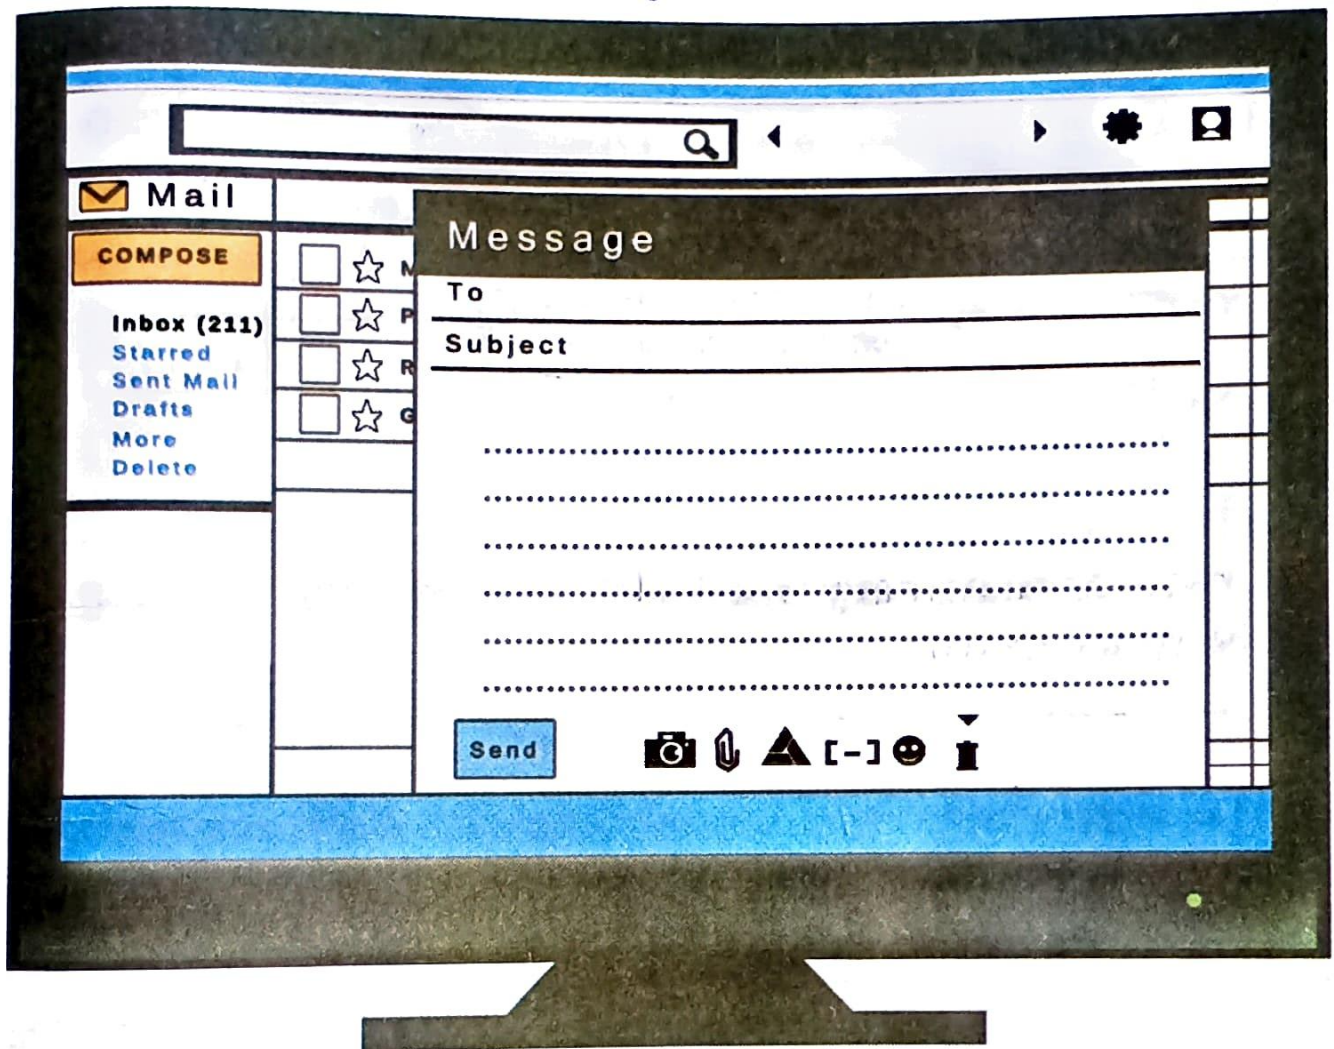 Mail
COMPOSE
Inbox (211)
Starred
Sent Mail
Drafts
More
Delete
M
P
R
G
Message
To
Subject
Send